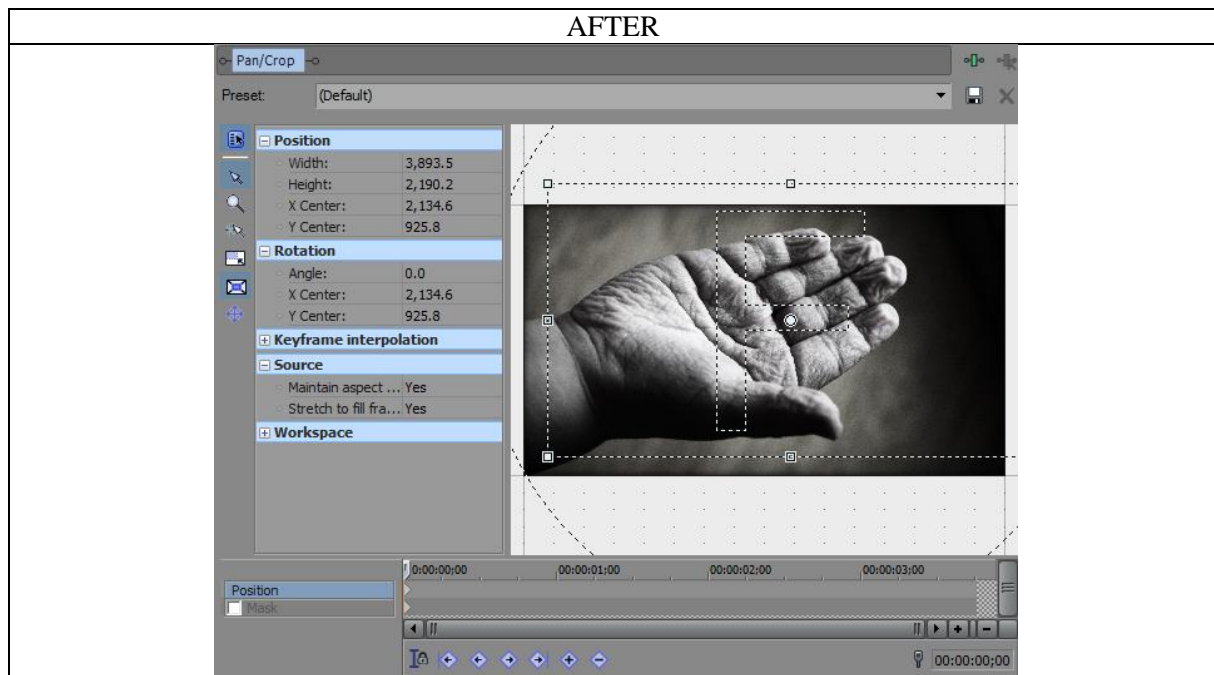 AFTER
Pan/Crop
Preset: (Default)
Position
Width: 3,893.5
Height: 2,190.2
X Center: 2,134.6
Y Center: 925.8
Rotation
Angle: 0.0
X Center: 2,134.6
Y Center: 925.8
Keyframe interpolation
Source
Maintain aspect ... Yes
Stretch to fill fra... Yes
Workspace
0:00:00;00 00:00:01;00 00:00:02;00 00:00:03;00
Position
Mask
00:00:00;00